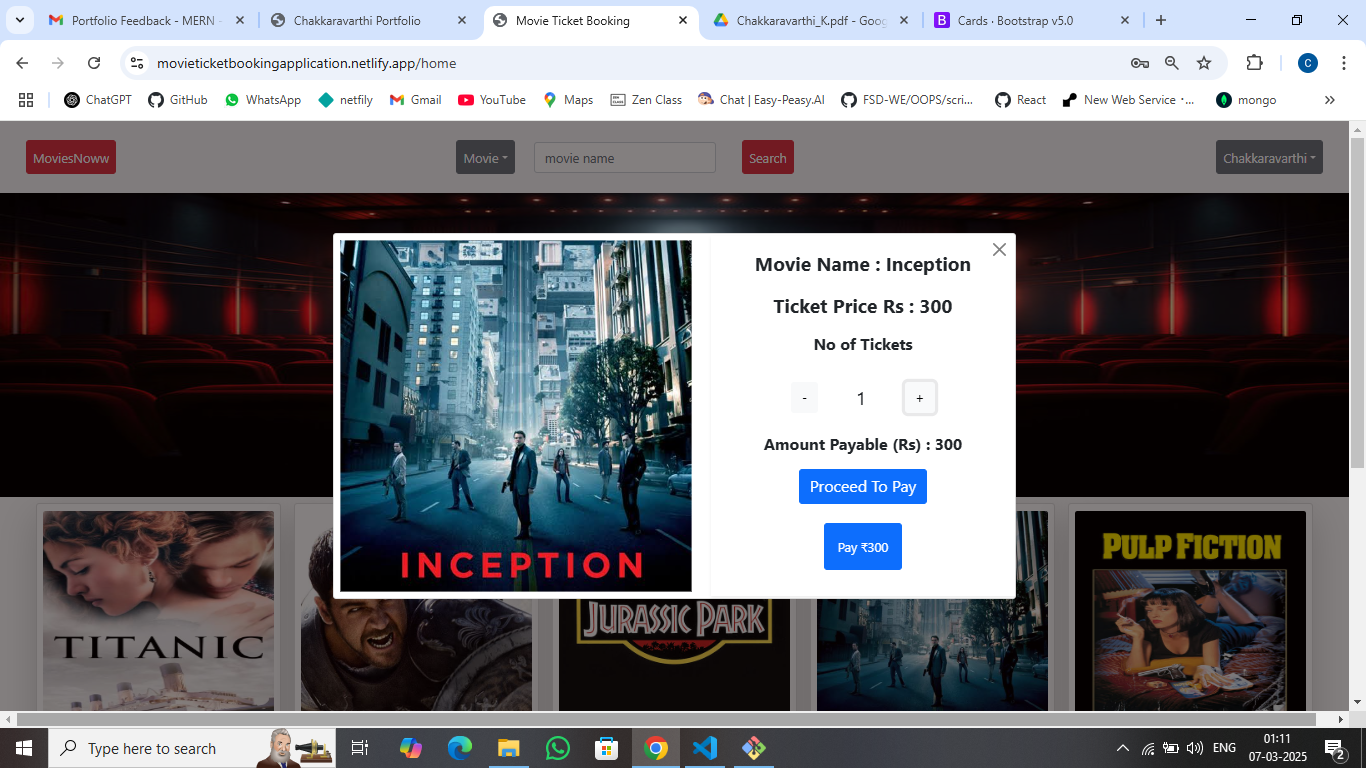 Portfolio Feedback - MERN -
Chakkaravarthi Portfolio
Movie Ticket Booking
Chakkaravarthi_K.pdf - Goog
Cards · Bootstrap v5.0
movieticketbookingapplication.netlify.app/home
C
ChatGPT
GitHub
WhatsApp
netfily
Gmail
YouTube
Maps
Zen Class
Chat | Easy-Peasy.AI
FSD-WE/OOPS/scri...
React
New Web Service · ...
mongo
MoviesNoww
Movie
movie name
Search
Chakkaravarthi
Movie Name : Inception
Ticket Price Rs : 300
No of Tickets
- 1 +
Amount Payable (Rs) : 300
Proceed To Pay
Pay ₹300
INCEPTION
TITANIC
JURASSIC PARK
PULP FICTION
Type here to search
ENG
01:11
07-03-2025
2